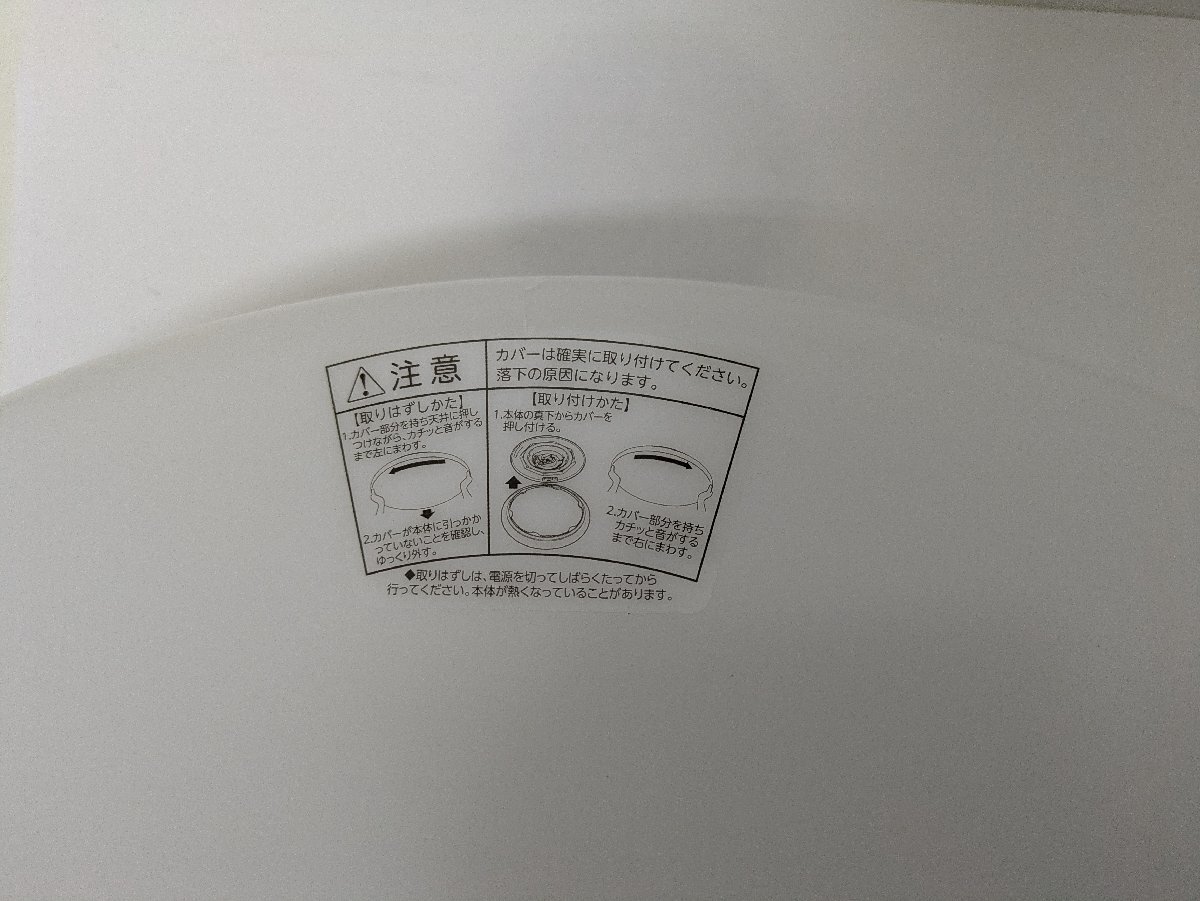 注意
カバーは確実に取り付けてください。
落下の原因になります。
【取りはずしかた】
1.カバー部分を持ち天井に押し
つけながら、カチッと音がする
まで左にまわす。
2.カバーが本体に引っかか
っていないことを確認し、
ゆっくり外す。
【取り付けかた】
1.本体の真下からカバーを
押し付ける。
2.カバー部分を持ち
カチッと音がする
まで右にまわす。
◆取りはずしは、電源を切ってしばらくたってから
行ってください。本体が熱くなっていることがあります。